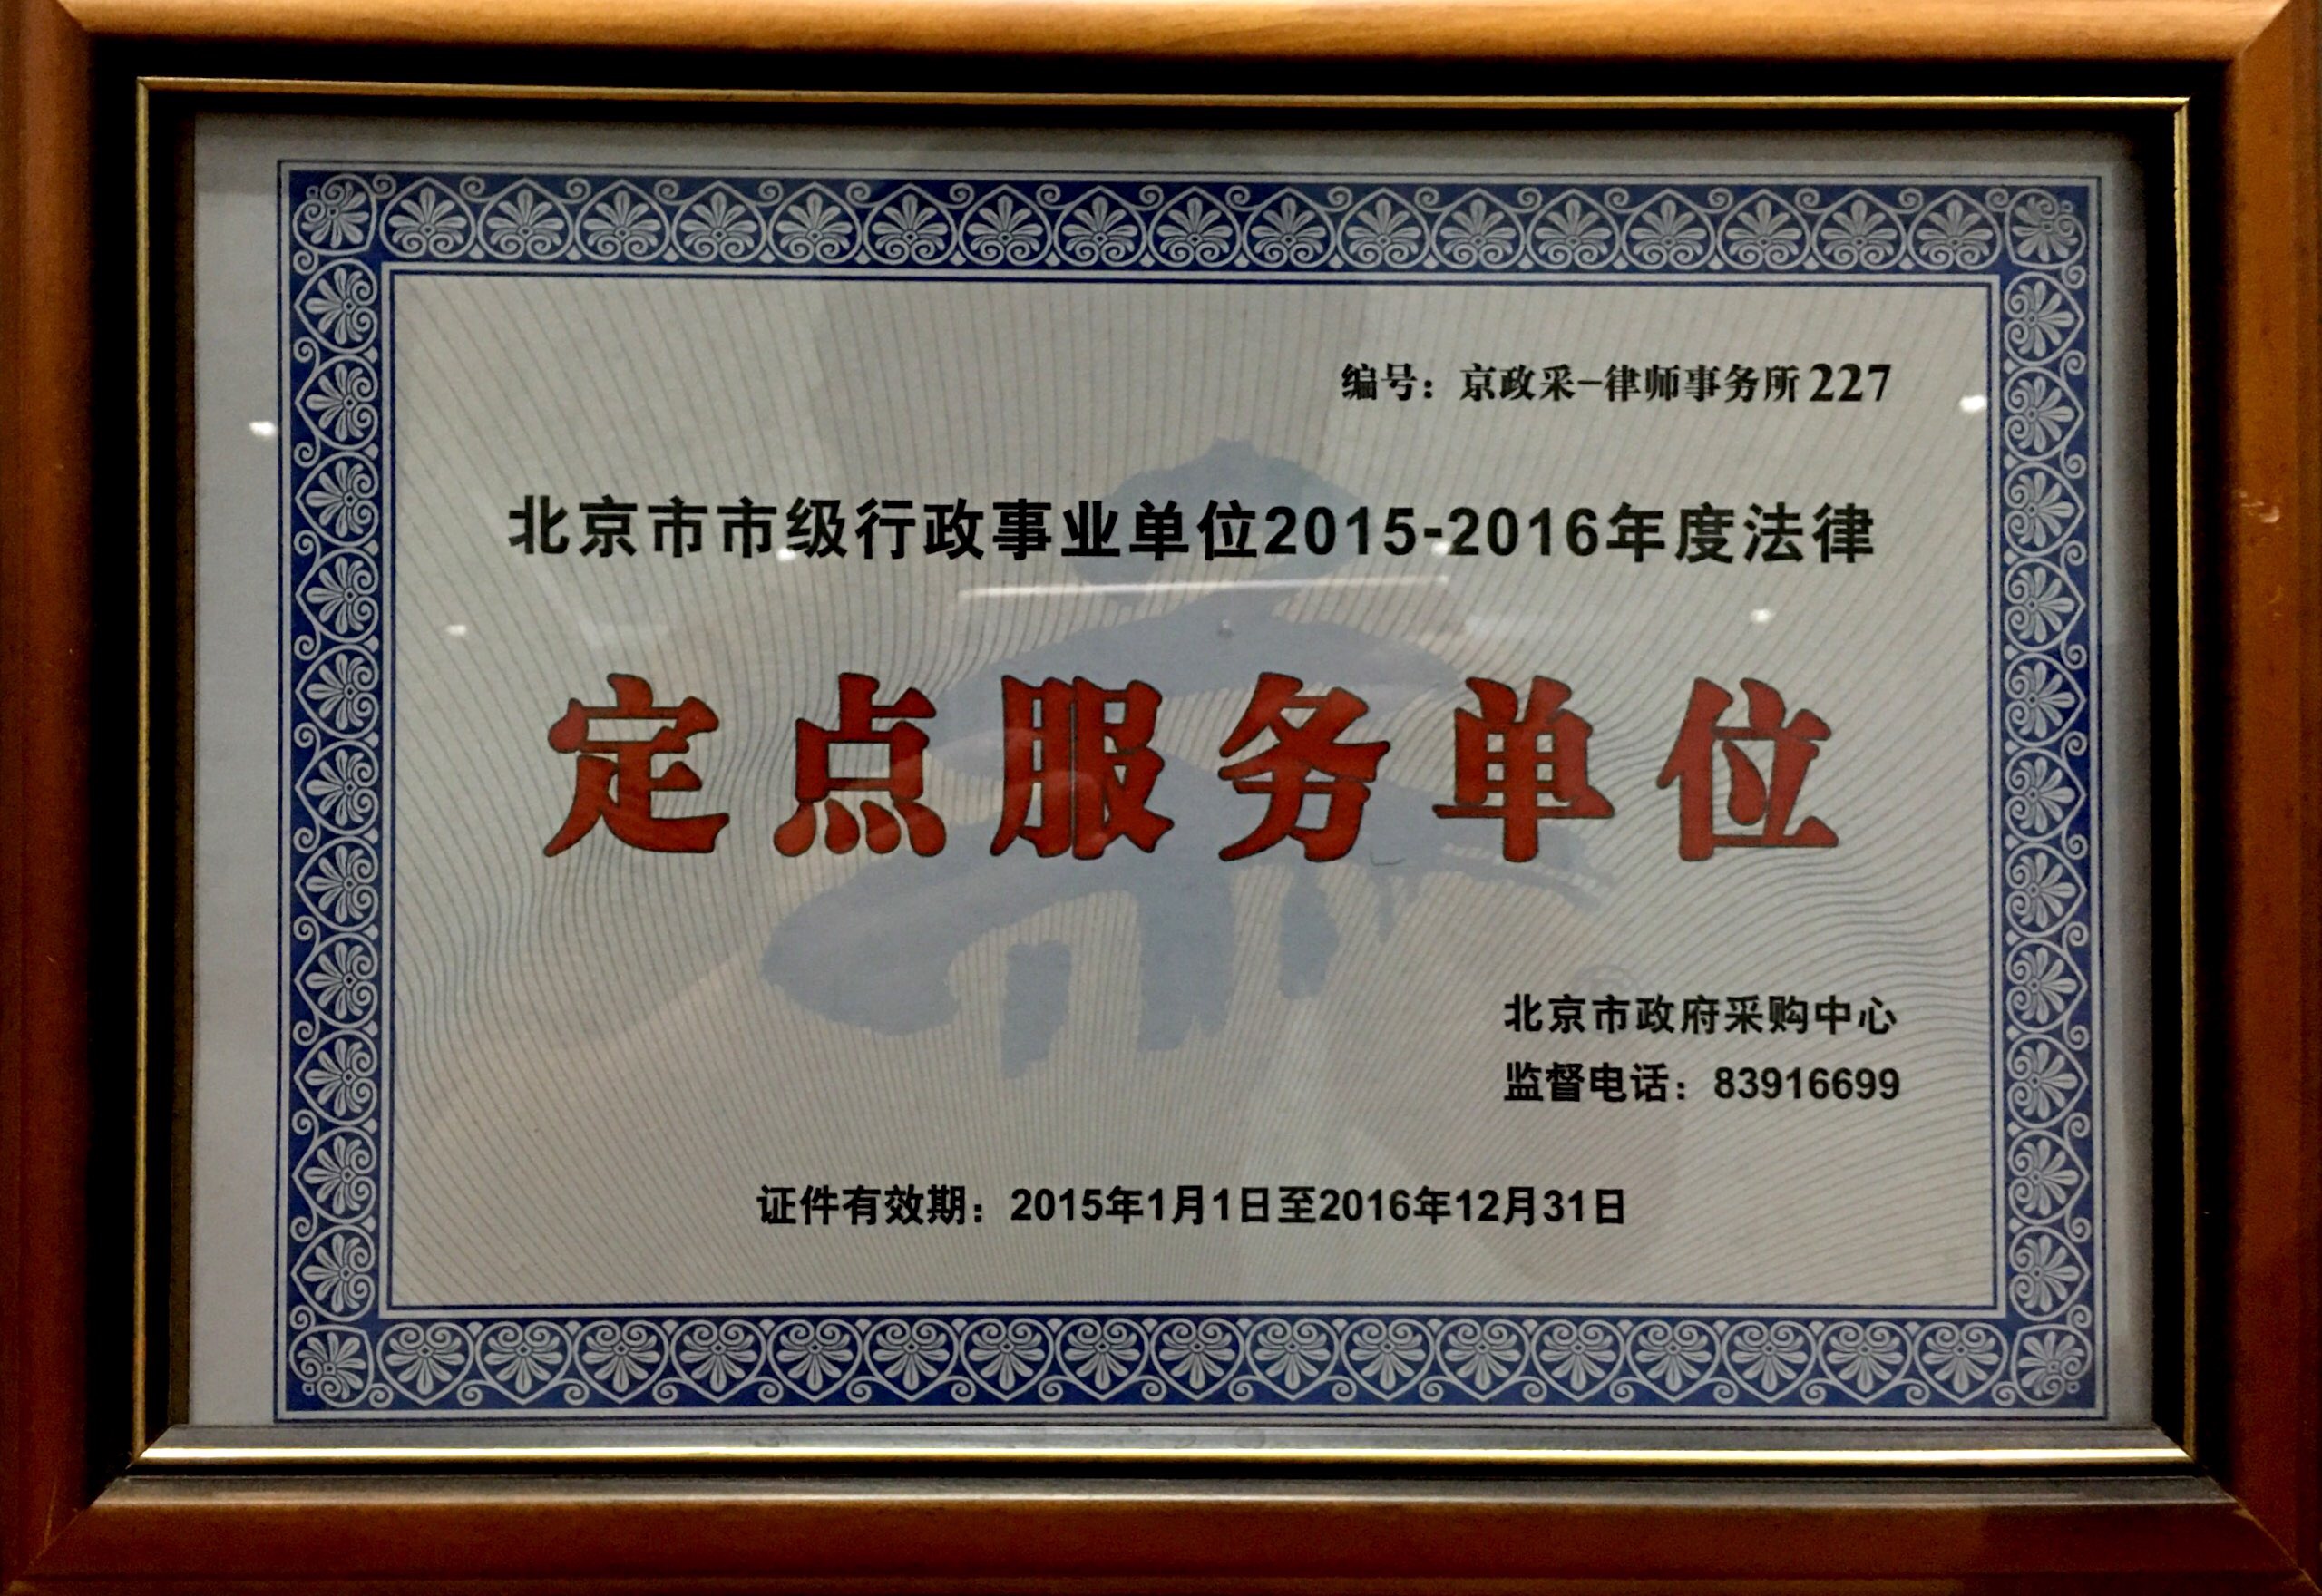 编号：京政采-律师事务所227
北京市市级行政事业单位2015-2016年度法律
定点服务单位
北京市政府采购中心
监督电话：83916699
证件有效期：2015年1月1日至2016年12月31日